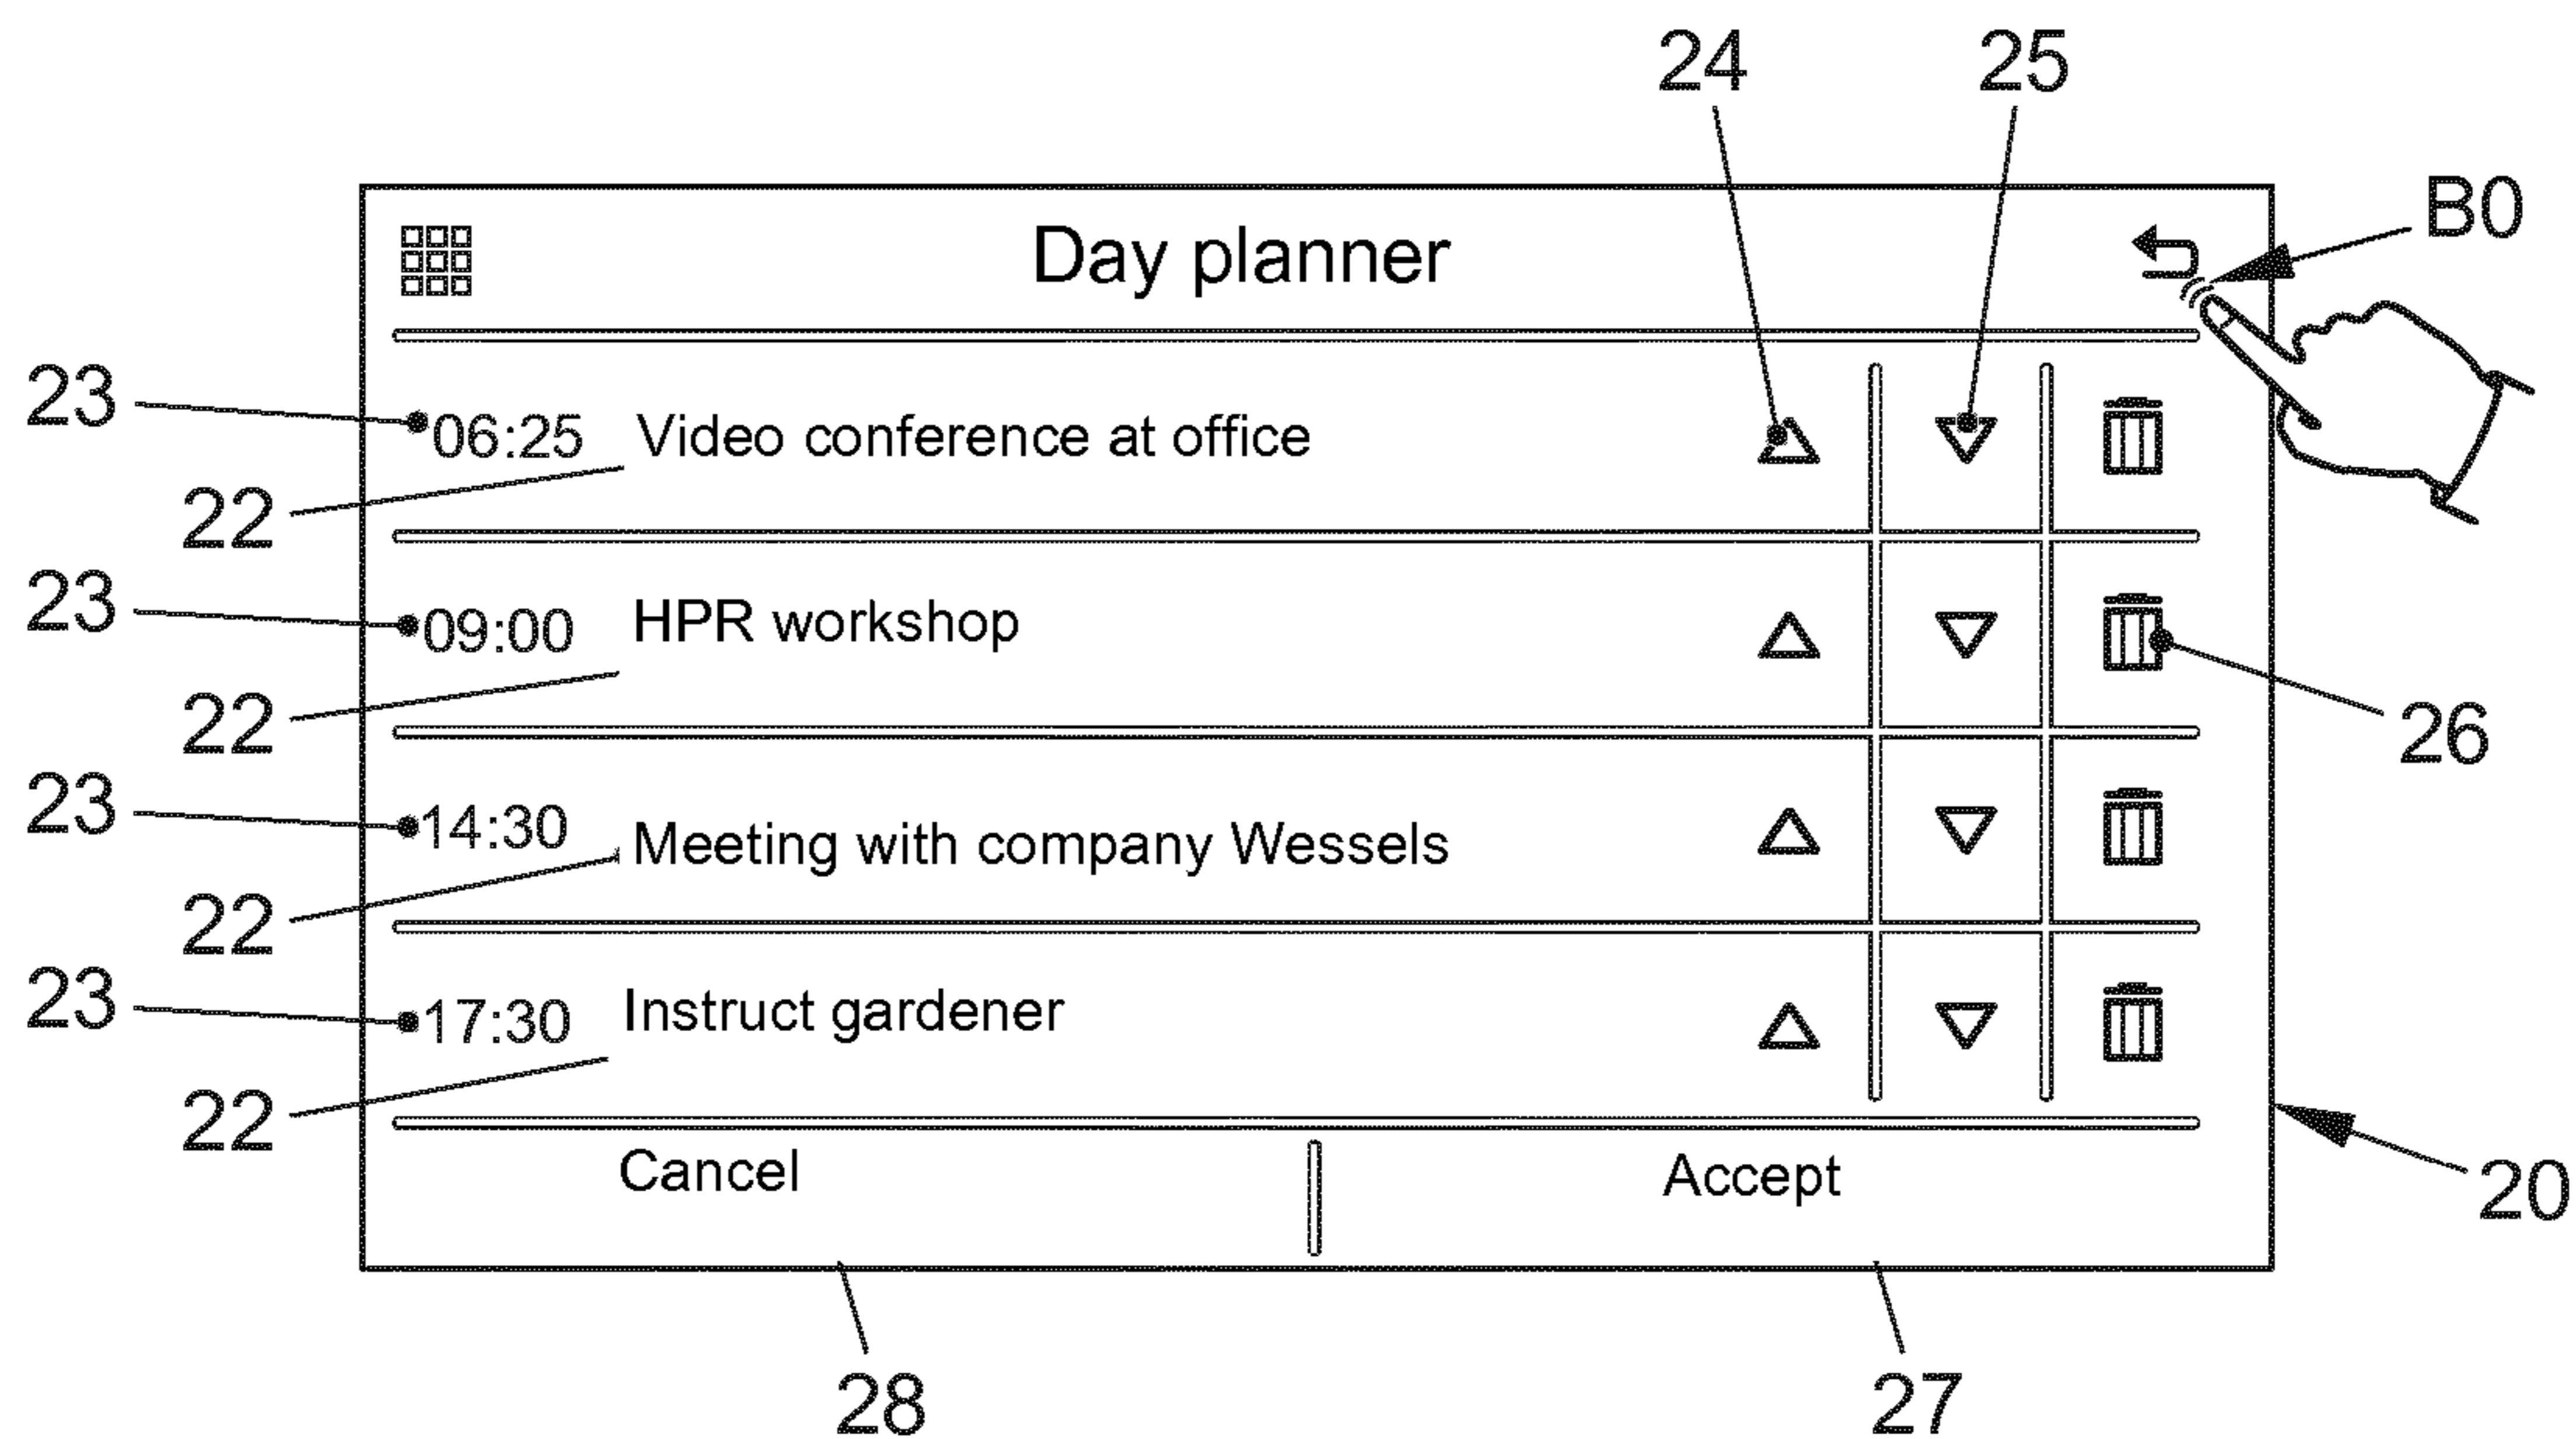 24 25
B0
Day planner
23 06:25 Video conference at office
22
23 09:00 HPR workshop
22 26
23 14:30 Meeting with company Wessels
22
23 17:30 Instruct gardener
22
Cancel Accept 20
28 27